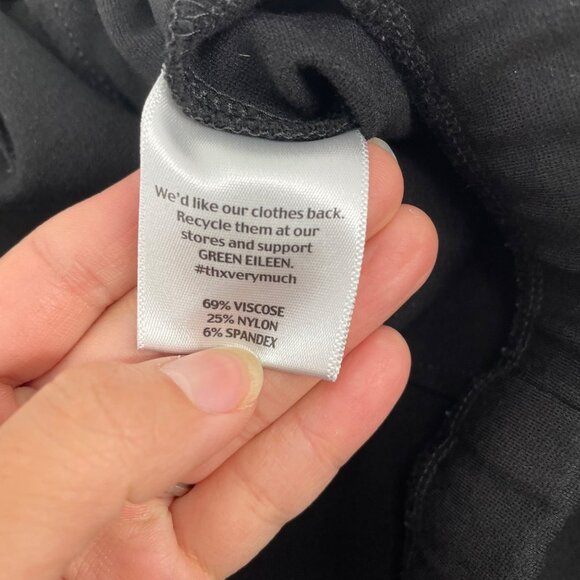 We'd like our clothes back.
Recycle them at our
stores and support
GREEN EILEEN.
#thxverymuch
69% VISCOSE
25% NYLON
6% SPANDEX